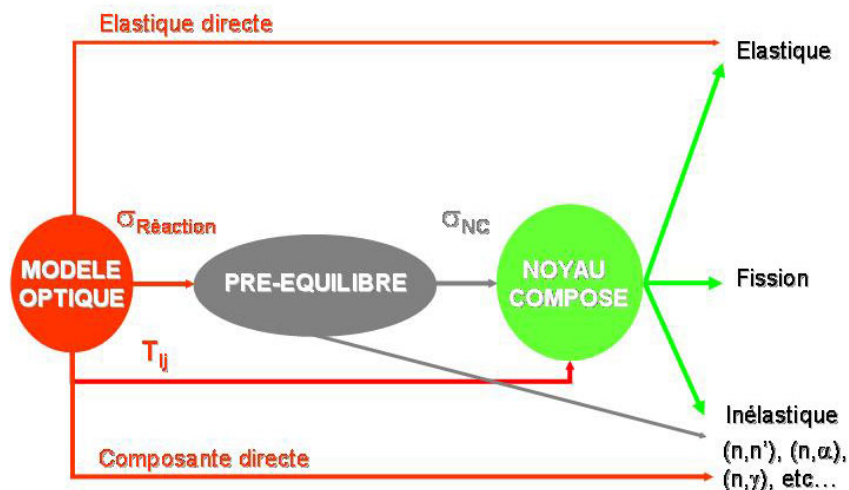 Elastique directe
Elastique
σRéaction
σNC
MODELE
OPTIQUE
PRE-EQUILIBRE
NOYAU
COMPOSE
Fission
Tlj
Inélastique
(n,n'), (n,α),
(n,γ), etc...
Composante directe